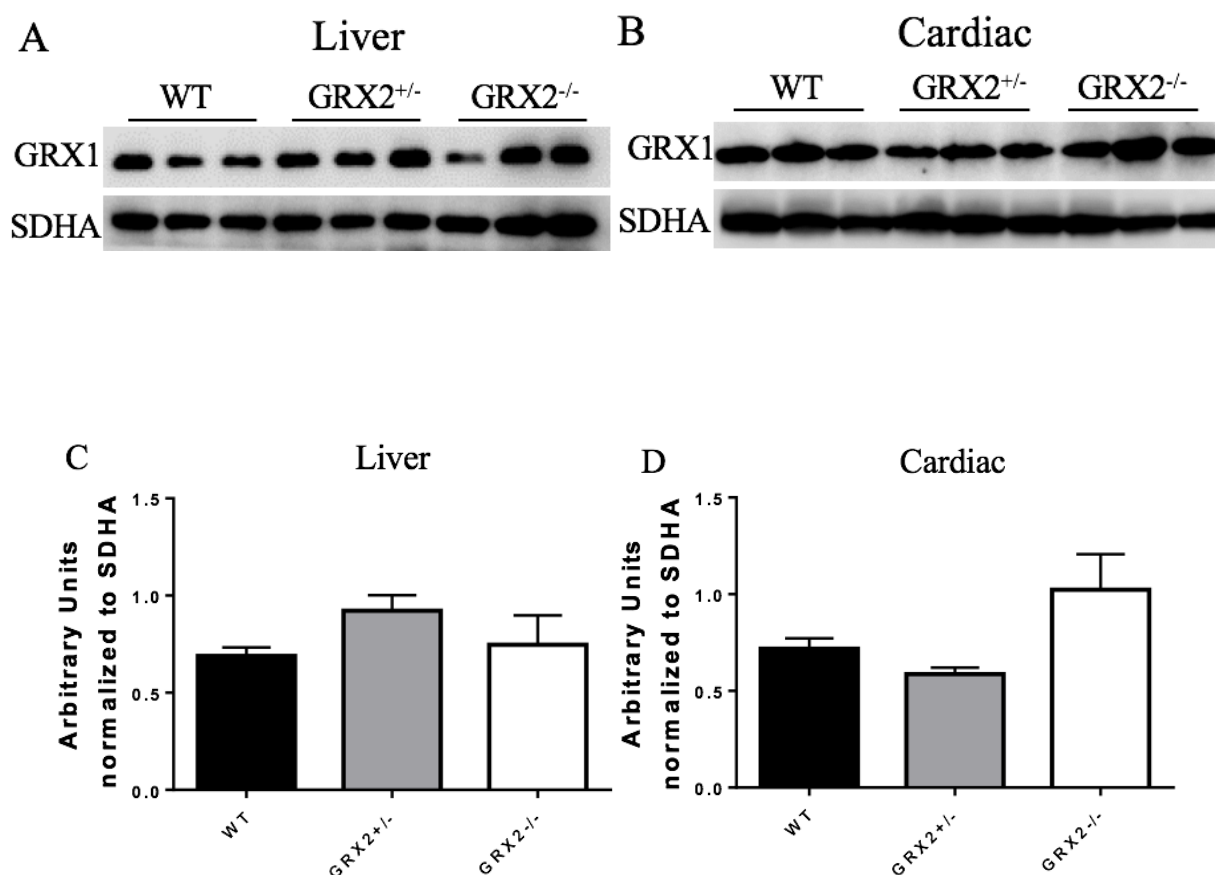 A
Liver
WT GRX2+/- GRX2-/-
GRX1
SDHA
B
Cardiac
WT GRX2+/- GRX2-/-
GRX1
SDHA
C
Liver
Arbitrary Units
normalized to SDHA
1.5
1.0
0.5
0.0
WT
GRX2+/-
GRX2-/-
D
Cardiac
Arbitrary Units
normalized to SDHA
1.5
1.0
0.5
0.0
WT
GRX2+/-
GRX2-/-